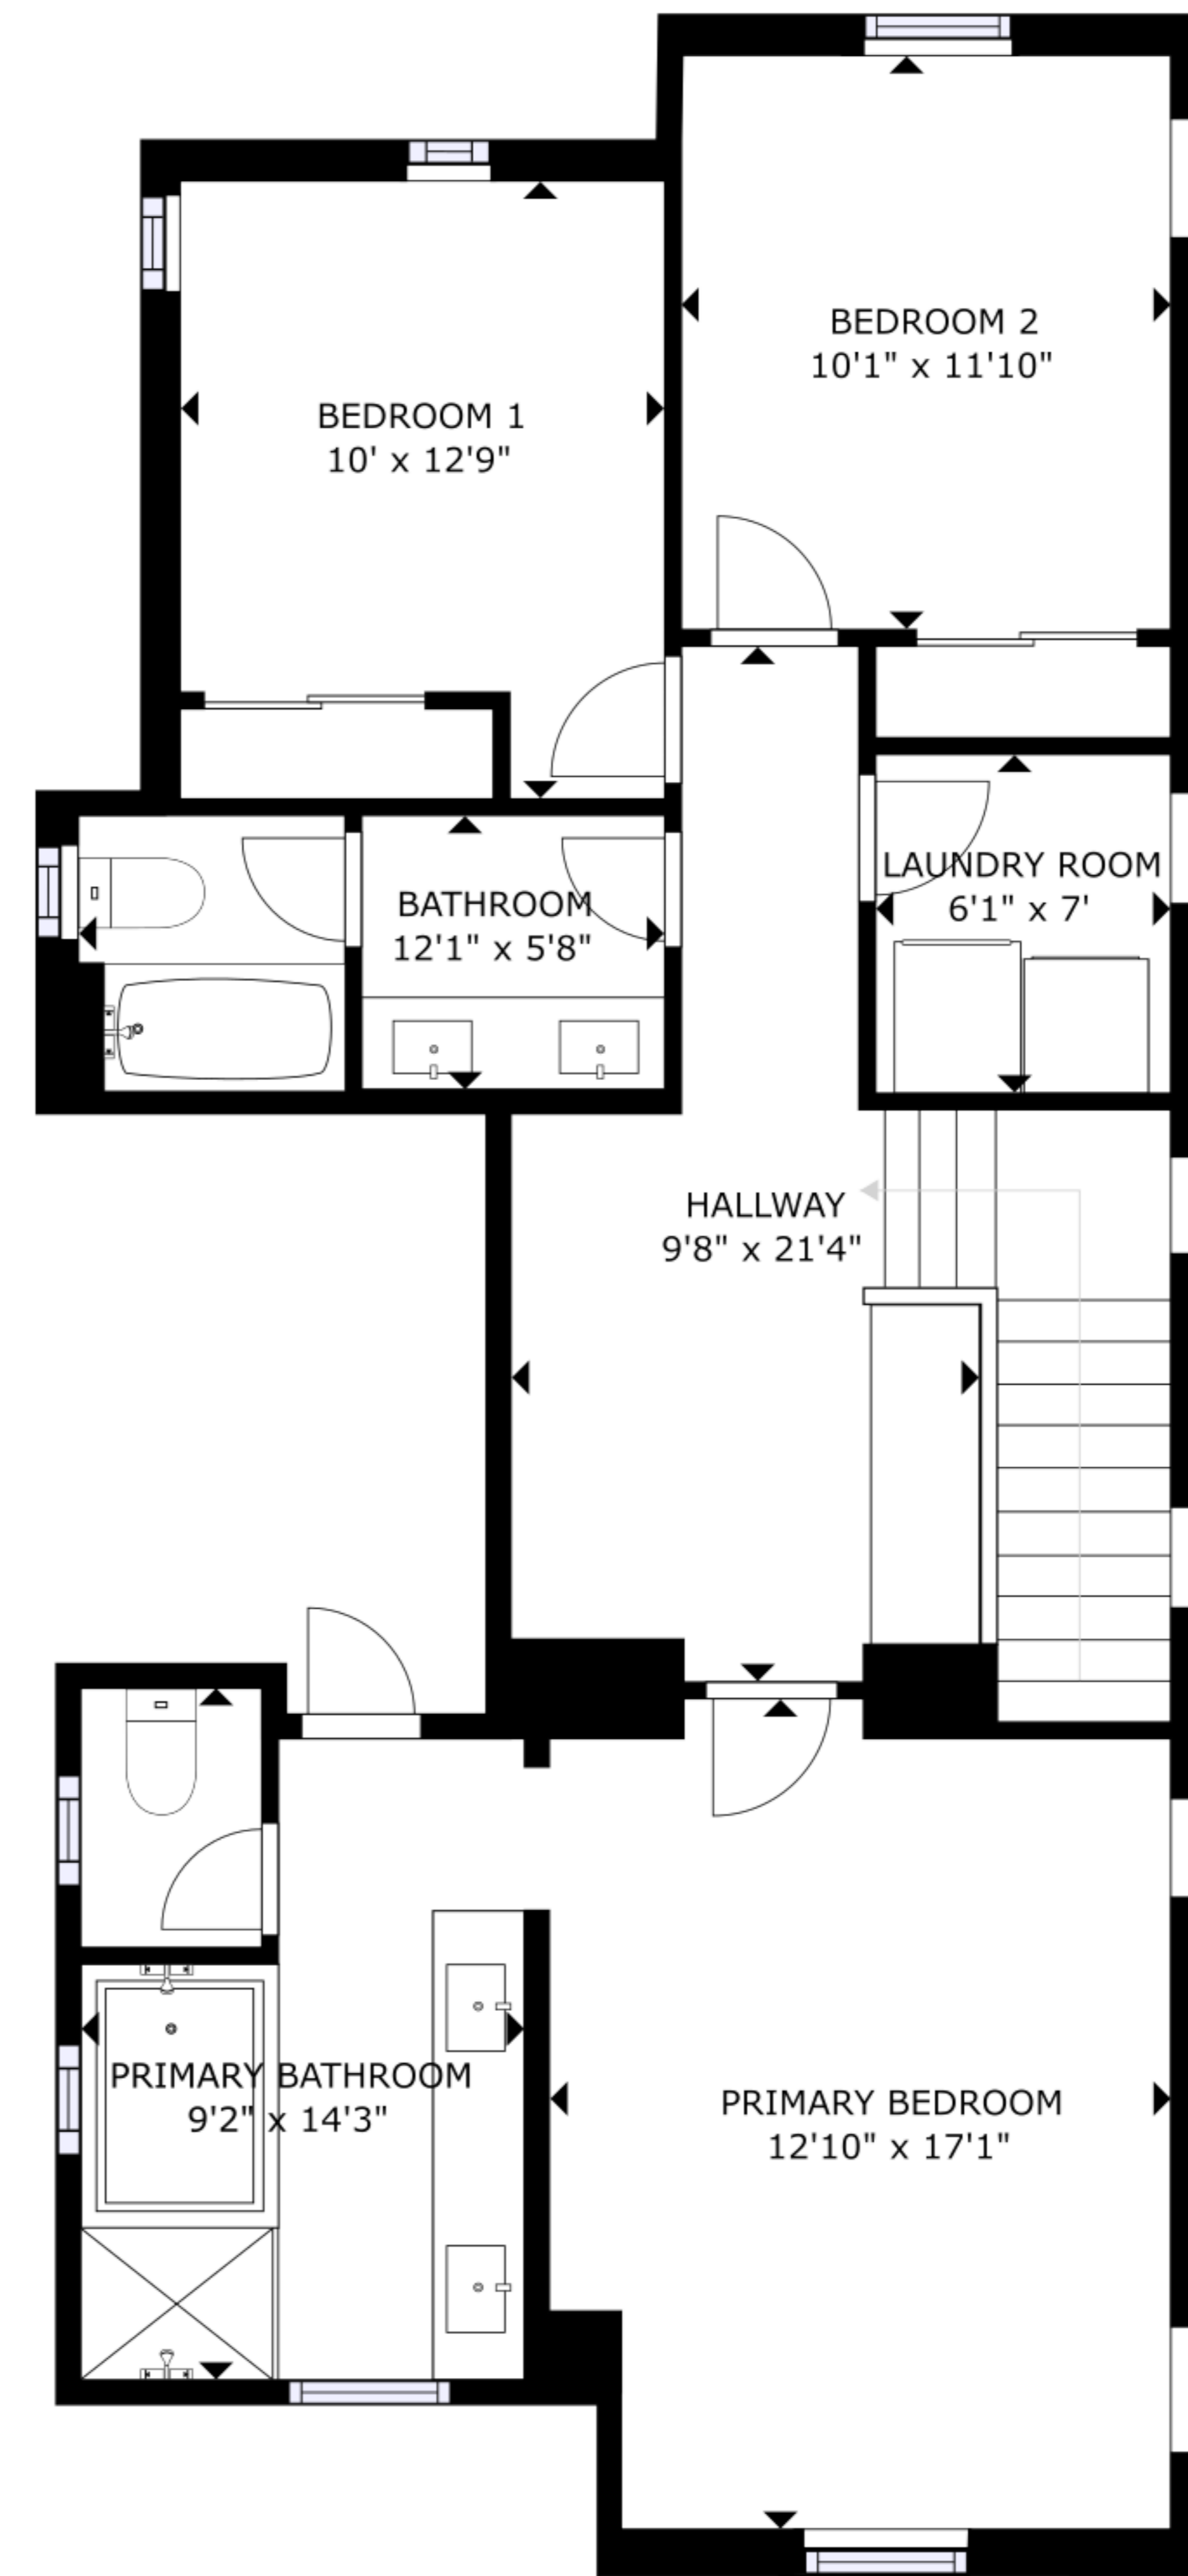 BEDROOM 2
10'1" x 11'10"
BEDROOM 1
10' x 12'9"
LAUNDRY ROOM
6'1" x 7'
BATHROOM
12'1" x 5'8"
HALLWAY
9'8" x 21'4"
PRIMARY BATHROOM
9'2" x 14'3"
PRIMARY BEDROOM
12'10" x 17'1"